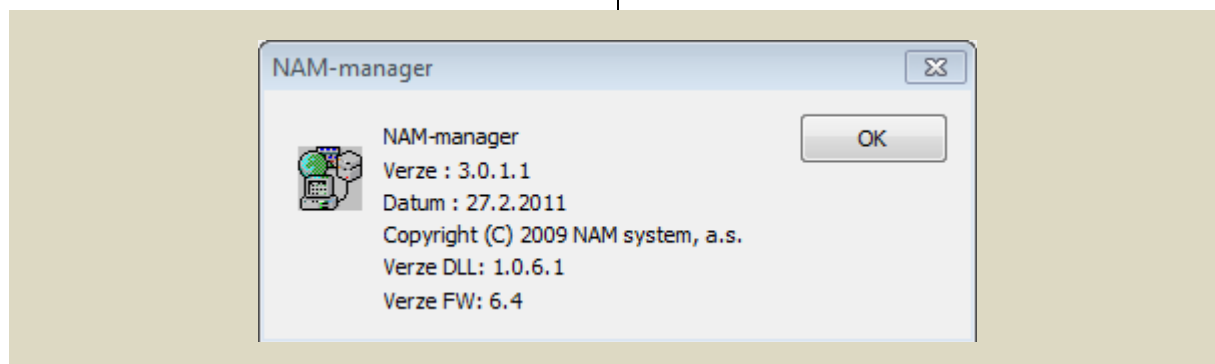 NAM-manager
NAM-manager
OK
Verze : 3.0.1.1
Datum : 27.2.2011
Copyright (C) 2009 NAM system, a.s.
Verze DLL: 1.0.6.1
Verze FW: 6.4